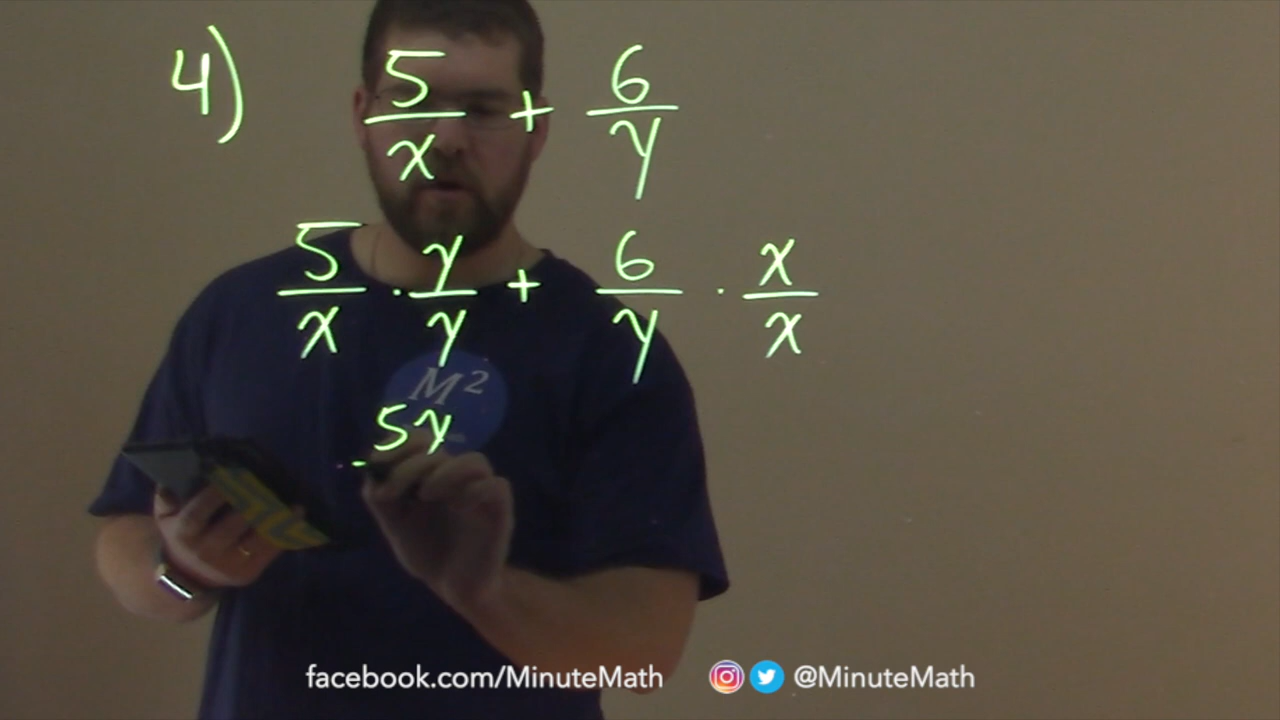 4) 5/x + 6/y
5/x · y/y + 6/y · x/x
M²
5y
facebook.com/MinuteMath @MinuteMath